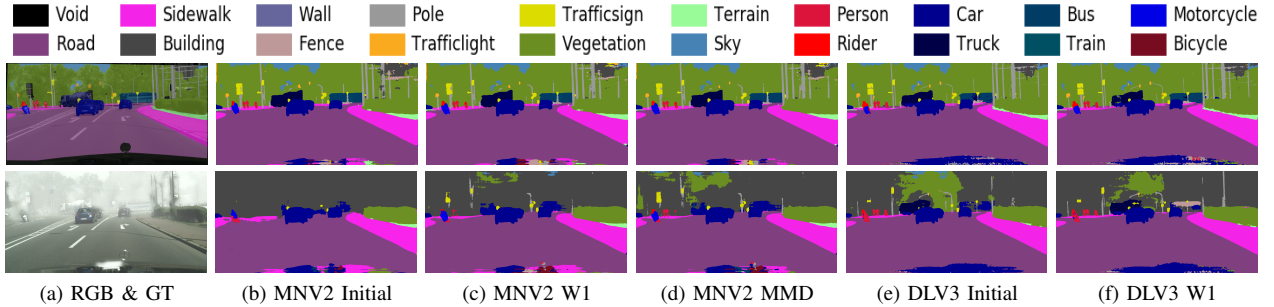 Void Sidewalk Wall Pole Trafficsign Terrain Person Car Bus Motorcycle
Road Building Fence Trafficlight Vegetation Sky Rider Truck Train Bicycle
(a) RGB & GT (b) MNV2 Initial (c) MNV2 W1 (d) MNV2 MMD (e) DLV3 Initial (f) DLV3 W1